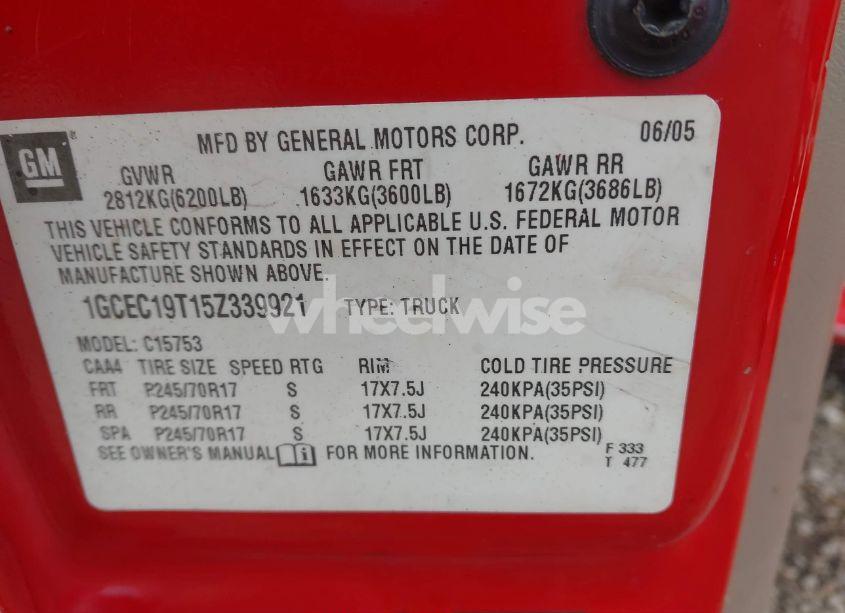 GM
MFD BY GENERAL MOTORS CORP. 06/05
GVWR GAWR FRT GAWR RR
2812KG(6200LB) 1633KG(3600LB) 1672KG(3686LB)
THIS VEHICLE CONFORMS TO ALL APPLICABLE U.S. FEDERAL MOTOR
VEHICLE SAFETY STANDARDS IN EFFECT ON THE DATE OF
MANUFACTURE SHOWN ABOVE.
1GCEC19T15Z339921 TYPE: TRUCK
wheelwise
MODEL: C15753
CAA4 TIRE SIZE SPEED RTG RIM COLD TIRE PRESSURE
FRT P245/70R17 S 17X7.5J 240KPA(35PSI)
RR P245/70R17 S 17X7.5J 240KPA(35PSI)
SPA P245/70R17 S 17X7.5J 240KPA(35PSI)
SEE OWNER'S MANUAL FOR MORE INFORMATION.
F 333
T 477